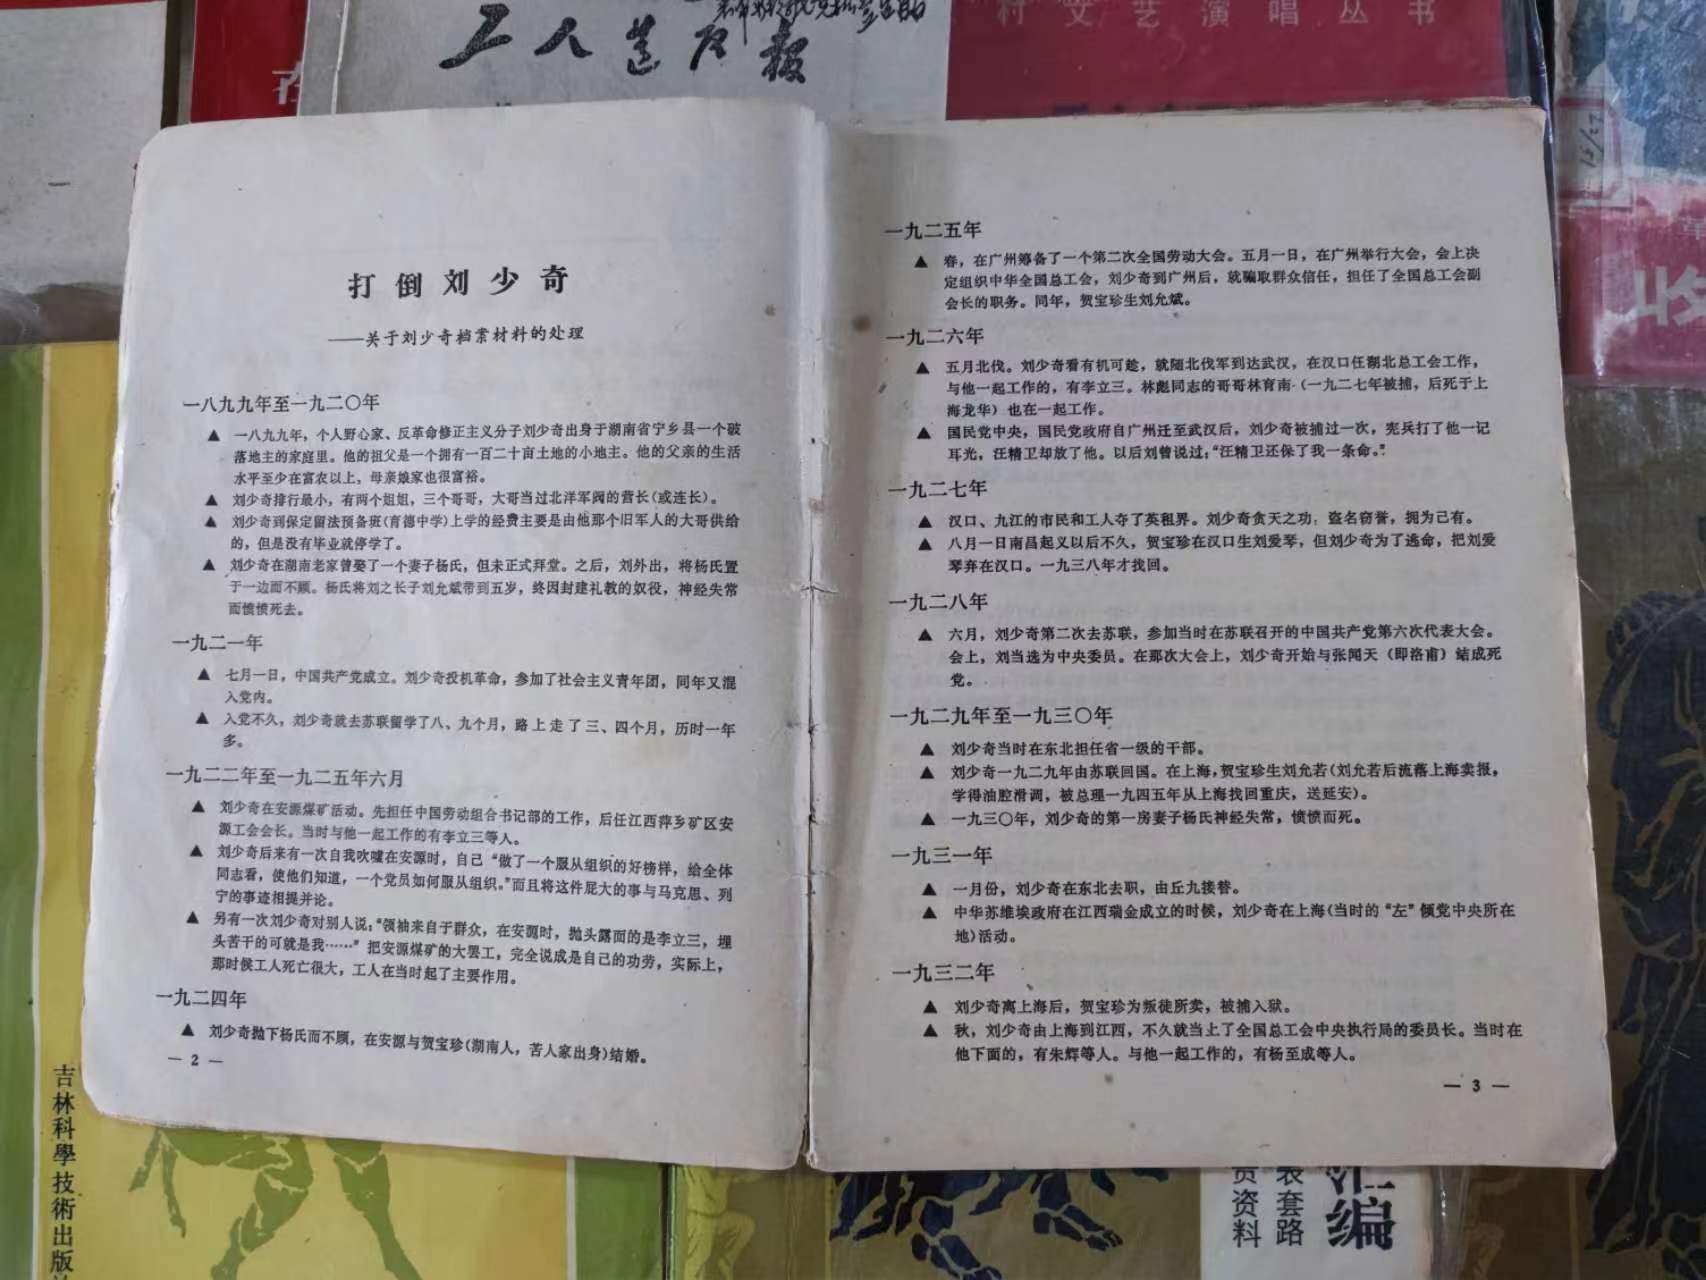 工人造反报
村文艺演唱丛书
15/27
打倒刘少奇
——关于刘少奇档案材料的处理
一八九九年至一九二〇年
▲ 一八九九年，个人野心家、反革命修正主义分子刘少奇出身于湖南省宁乡县一个破
落地主的家庭里。他的祖父是一个拥有一百二十亩土地的小地主。他的父亲的生活
水平至少在富农以上，母亲娘家也很富裕。
▲ 刘少奇排行最小，有两个姐姐，三个哥哥，大哥当过北洋军阀的营长（或连长）。
▲ 刘少奇到保定留法预备班（育德中学）上学的经费主要是由他那个旧军人的大哥供给
的，但是没有毕业就停学了。
▲ 刘少奇在湖南老家曾娶了一个妻子杨氏，但未正式拜堂。之后，刘外出，将杨氏置
于一边而不顾。杨氏将刘之长子刘允斌带到五岁，终因封建礼教的奴役，神经失常
而愤愤死去。
一九二一年
▲ 七月一日，中国共产党成立。刘少奇投机革命，参加了社会主义青年团，同年又混
入党内。
▲ 入党不久，刘少奇就去苏联留学了八、九个月，路上走了三、四个月，历时一年
多。
一九二二年至一九二五年六月
▲ 刘少奇在安源煤矿活动。先担任中国劳动组合书记部的工作，后任江西萍乡矿区安
源工会会长。当时与他一起工作的有李立三等人。
▲ 刘少奇后来有一次自我吹嘘在安源时，自己“做了一个服从组织的好榜样，给全体
同志看，使他们知道，一个党员如何服从组织。”而且将这件屁大的事与马克思、列
宁的事迹相提并论。
▲ 另有一次刘少奇对别人说：“领袖来自于群众，在安源时，抛头露面的是李立三，埋
头苦干的可就是我……”把安源煤矿的大罢工，完全说成是自己的功劳，实际上，
那时候工人死亡很大，工人在当时起了主要作用。
一九二四年
▲ 刘少奇抛下杨氏而不顾，在安源与贺宝珍（湖南人，苦人家出身）结婚。
— 2 —
一九二五年
▲ 春，在广州筹备了一个第二次全国劳动大会。五月一日，在广州举行大会，会上决
定组织中华全国总工会，刘少奇到广州后，就骗取群众信任，担任了全国总工会副
会长的职务。同年，贺宝珍生刘允斌。
一九二六年
▲ 五月北伐。刘少奇看有机可趁，就随北伐军到达武汉，在汉口任湖北总工会工作，
与他一起工作的，有李立三。林彪同志的哥哥林育南（一九二七年被捕，后死于上
海龙华）也在一起工作。
▲ 国民党中央，国民党政府自广州迁至武汉后，刘少奇被捕过一次，宪兵打了他一记
耳光，汪精卫却放了他。以后刘曾说过：“汪精卫还保了我一条命。”
一九二七年
▲ 汉口、九江的市民和工人夺了英租界。刘少奇贪天之功，盗名窃誉，拥为己有。
▲ 八月一日南昌起义以后不久，贺宝珍在汉口生刘爱琴，但刘少奇为了逃命，把刘爱
琴弃在汉口。一九三八年才找回。
一九二八年
▲ 六月，刘少奇第二次去苏联，参加当时在苏联召开的中国共产党第六次代表大会。
会上，刘当选为中央委员。在那次大会上，刘少奇开始与张闻天（即洛甫）结成死
党。
一九二九年至一九三〇年
▲ 刘少奇当时在东北担任省一级的干部。
▲ 刘少奇一九二九年由苏联回国。在上海，贺宝珍生刘允若（刘允若后流落上海卖报，
学得油腔滑调，被总理一九四五年从上海找回重庆，送延安）。
▲ 一九三〇年，刘少奇的第一房妻子杨氏神经失常，愤愤而死。
一九三一年
▲ 一月份，刘少奇在东北去职，由丘九接替。
▲ 中华苏维埃政府在江西瑞金成立的时候，刘少奇在上海（当时的“左”倾党中央所在
地）活动。
一九三二年
▲ 刘少奇离上海后，贺宝珍为叛徒所卖，被捕入狱。
▲ 秋，刘少奇由上海到江西，不久就当上了全国总工会中央执行局的委员长。当时在
他下面的，有朱辉等人。与他一起工作的，有杨至成等人。
— 3 —
吉林科學技術出版
资料
表套路
汇编